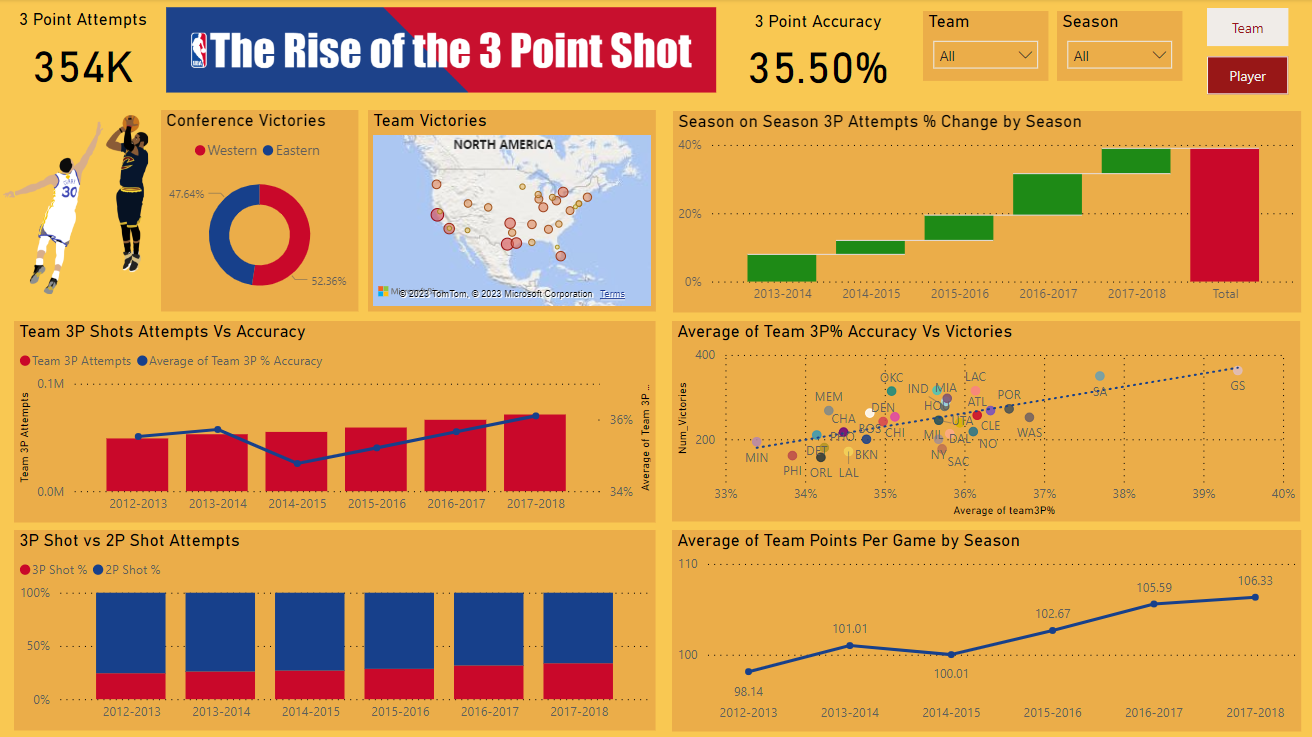 3 Point Attempts
354K
The Rise of the 3 Point Shot
3 Point Accuracy
35.50%
Team
All
Season
All
Team
Player
30
Conference Victories
Western Eastern
47.64%
52.36%
Team Victories
NORTH AMERICA
© 2023 TomTom, © 2023 Microsoft Corporation Terms
Season on Season 3P Attempts % Change by Season
40%
20%
0%
2013-2014 2014-2015 2015-2016 2016-2017 2017-2018 Total
Team 3P Shots Attempts Vs Accuracy
Team 3P Attempts Average of Team 3P % Accuracy
Team 3P Attempts
0.1M
0.0M
36%
34%
Average of Team 3P...
2012-2013 2013-2014 2014-2015 2015-2016 2016-2017 2017-2018
Average of Team 3P% Accuracy Vs Victories
Num_Victories
400
200
OKC IND MIA LAC SA GS
MEM DEN HOU ATL POR
CHA BOS CHI UTA CLE WAS
MIN DET PHO BKN MIL DAL NO
PHI ORL LAL NY SAC
33% 34% 35% 36% 37% 38% 39% 40%
Average of team3P%
3P Shot vs 2P Shot Attempts
3P Shot % 2P Shot %
100%
50%
0%
2012-2013 2013-2014 2014-2015 2015-2016 2016-2017 2017-2018
Average of Team Points Per Game by Season
110
100
98.14
101.01
100.01
102.67
105.59
106.33
2012-2013 2013-2014 2014-2015 2015-2016 2016-2017 2017-2018